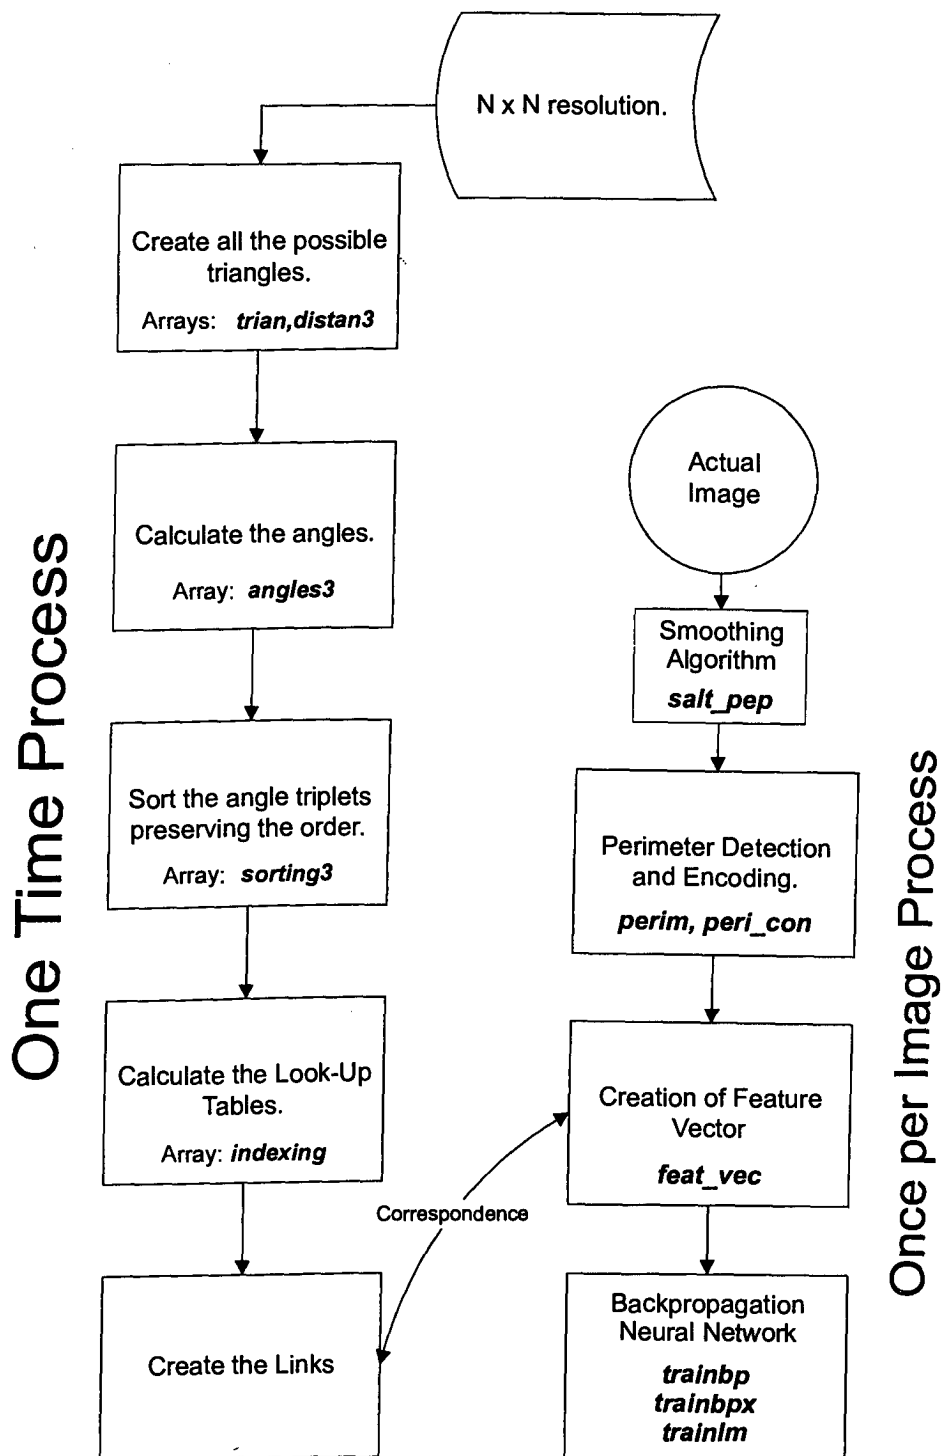 N x N resolution.
Create all the possible
triangles.
Arrays: trian,distan3
Calculate the angles.
Array: angles3
Sort the angle triplets
preserving the order.
Array: sorting3
Calculate the Look-Up
Tables.
Array: indexing
Create the Links
One Time Process
Correspondence
Actual
Image
Smoothing
Algorithm
salt_pep
Perimeter Detection
and Encoding.
perim, peri_con
Creation of Feature
Vector
feat_vec
Backpropagation
Neural Network
trainbp
trainbpx
trainlm
Once per Image Process